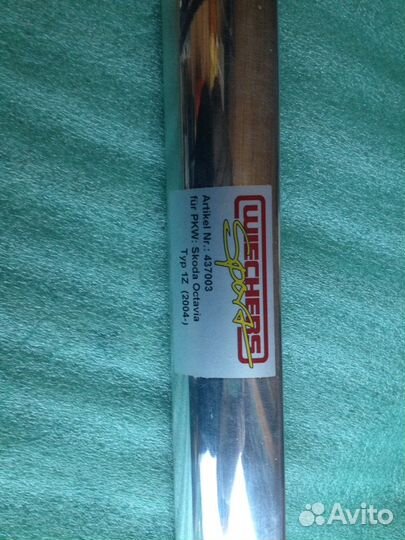 WIECHERS
Sport
Artikel Nr.: 437003
für PKW: Skoda Octavia
Typ 1Z (2004-)
Avito